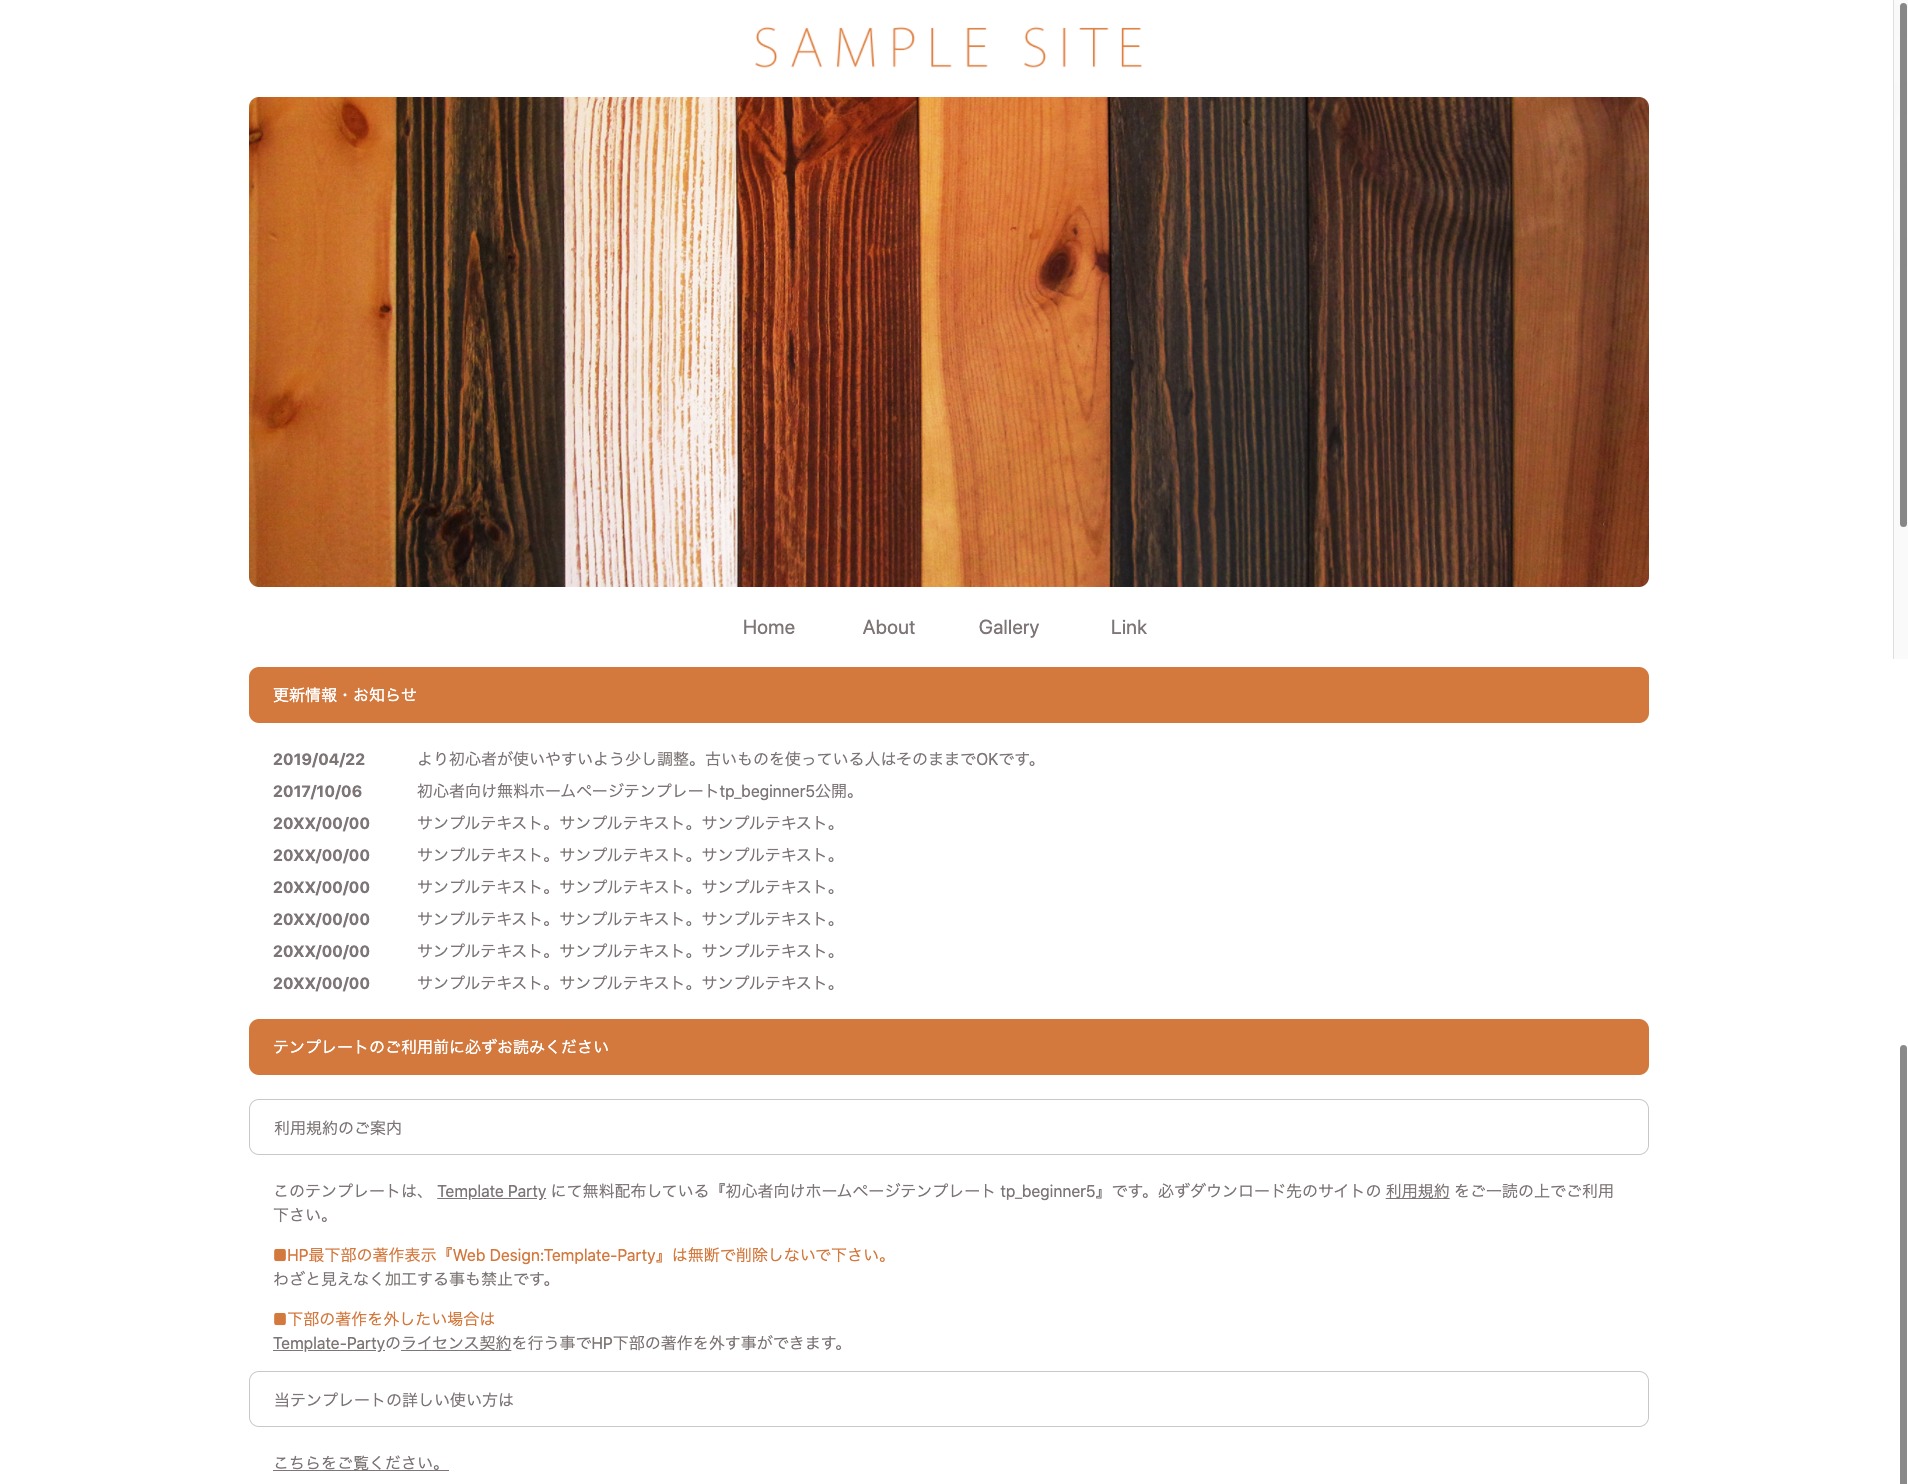 SAMPLE SITE
Home About Gallery Link
更新情報・お知らせ
2019/04/22 より初心者が使いやすいよう少し調整。古いものを使っている人はそのままでOKです。
2017/10/06 初心者向け無料ホームページテンプレートtp_beginner5公開。
20XX/00/00 サンプルテキスト。サンプルテキスト。サンプルテキスト。
20XX/00/00 サンプルテキスト。サンプルテキスト。サンプルテキスト。
20XX/00/00 サンプルテキスト。サンプルテキスト。サンプルテキスト。
20XX/00/00 サンプルテキスト。サンプルテキスト。サンプルテキスト。
20XX/00/00 サンプルテキスト。サンプルテキスト。サンプルテキスト。
20XX/00/00 サンプルテキスト。サンプルテキスト。サンプルテキスト。
テンプレートのご利用前に必ずお読みください
利用規約のご案内
このテンプレートは、 Template Party にて無料配布している『初心者向けホームページテンプレート tp_beginner5』です。必ずダウンロード先のサイトの 利用規約 をご一読の上でご利用
下さい。
■HP最下部の著作表示『Web Design:Template-Party』は無断で削除しないで下さい。
わざと見えなく加工する事も禁止です。
■下部の著作を外したい場合は
Template-Partyのライセンス契約を行う事でHP下部の著作を外す事ができます。
当テンプレートの詳しい使い方は
こちらをご覧ください。